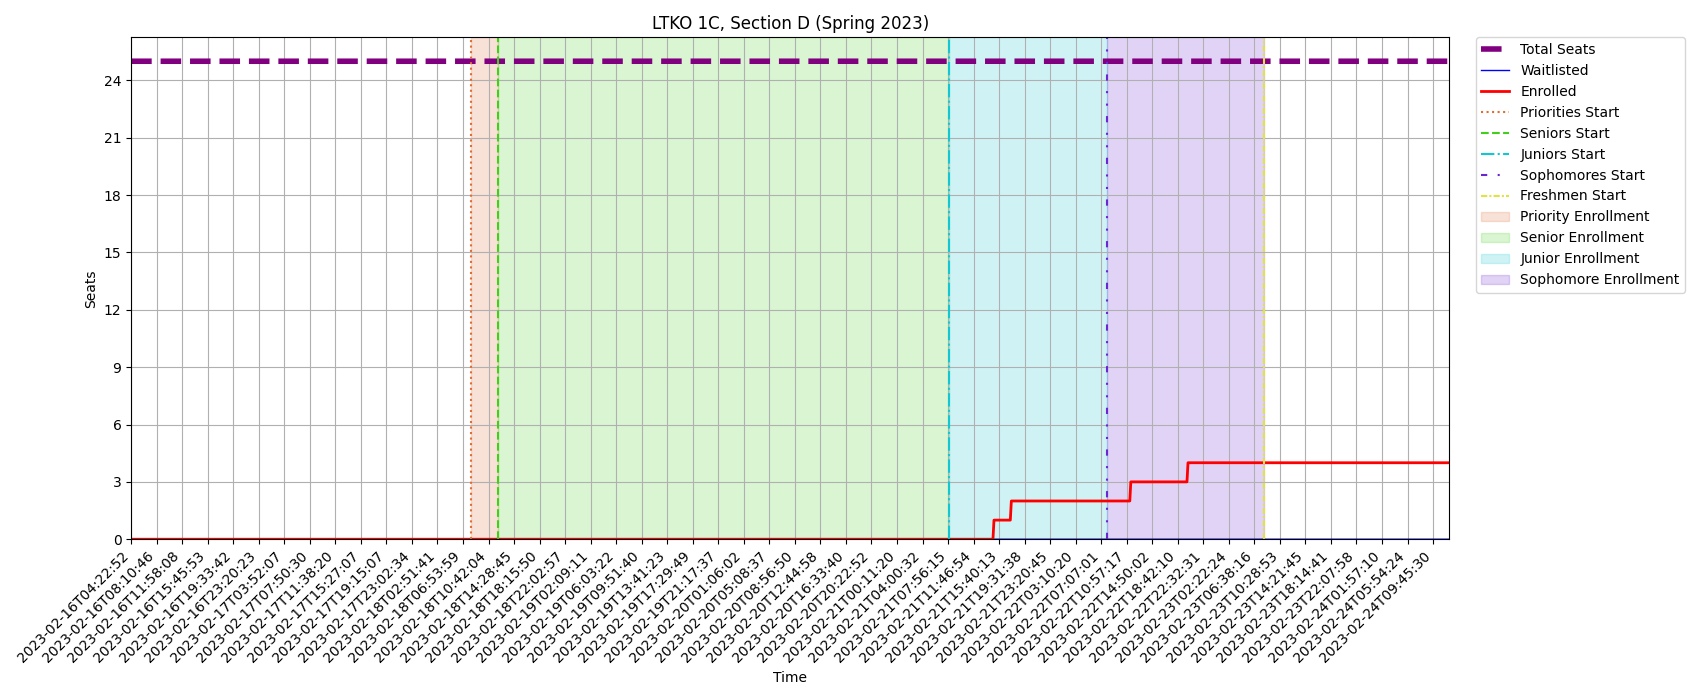 LTKO 1C, Section D (Spring 2023)
Seats
24
21
18
15
12
9
6
3
0
2023-02-16T04:22:52
2023-02-16T08:10:46
2023-02-16T11:58:08
2023-02-16T15:45:53
2023-02-16T19:33:42
2023-02-16T23:20:23
2023-02-17T03:52:07
2023-02-17T07:50:30
2023-02-17T11:38:20
2023-02-17T15:27:07
2023-02-17T19:15:07
2023-02-17T23:02:34
2023-02-18T02:51:41
2023-02-18T06:53:59
2023-02-18T10:42:04
2023-02-18T14:28:45
2023-02-18T18:15:50
2023-02-18T22:02:57
2023-02-19T02:09:11
2023-02-19T06:03:22
2023-02-19T09:51:40
2023-02-19T13:41:23
2023-02-19T17:29:49
2023-02-19T21:17:37
2023-02-20T01:06:02
2023-02-20T05:08:37
2023-02-20T08:56:50
2023-02-20T12:44:58
2023-02-20T16:33:40
2023-02-20T20:22:52
2023-02-21T00:11:20
2023-02-21T04:00:32
2023-02-21T07:56:15
2023-02-21T11:46:54
2023-02-21T15:40:13
2023-02-21T19:31:38
2023-02-21T23:20:45
2023-02-22T03:10:20
2023-02-22T07:07:01
2023-02-22T10:57:17
2023-02-22T14:50:02
2023-02-22T18:42:10
2023-02-22T22:32:31
2023-02-23T02:22:24
2023-02-23T06:38:16
2023-02-23T10:28:53
2023-02-23T14:21:45
2023-02-23T18:14:41
2023-02-23T22:07:58
2023-02-24T01:57:10
2023-02-24T05:54:24
2023-02-24T09:45:30
Time
Total Seats
Waitlisted
Enrolled
Priorities Start
Seniors Start
Juniors Start
Sophomores Start
Freshmen Start
Priority Enrollment
Senior Enrollment
Junior Enrollment
Sophomore Enrollment